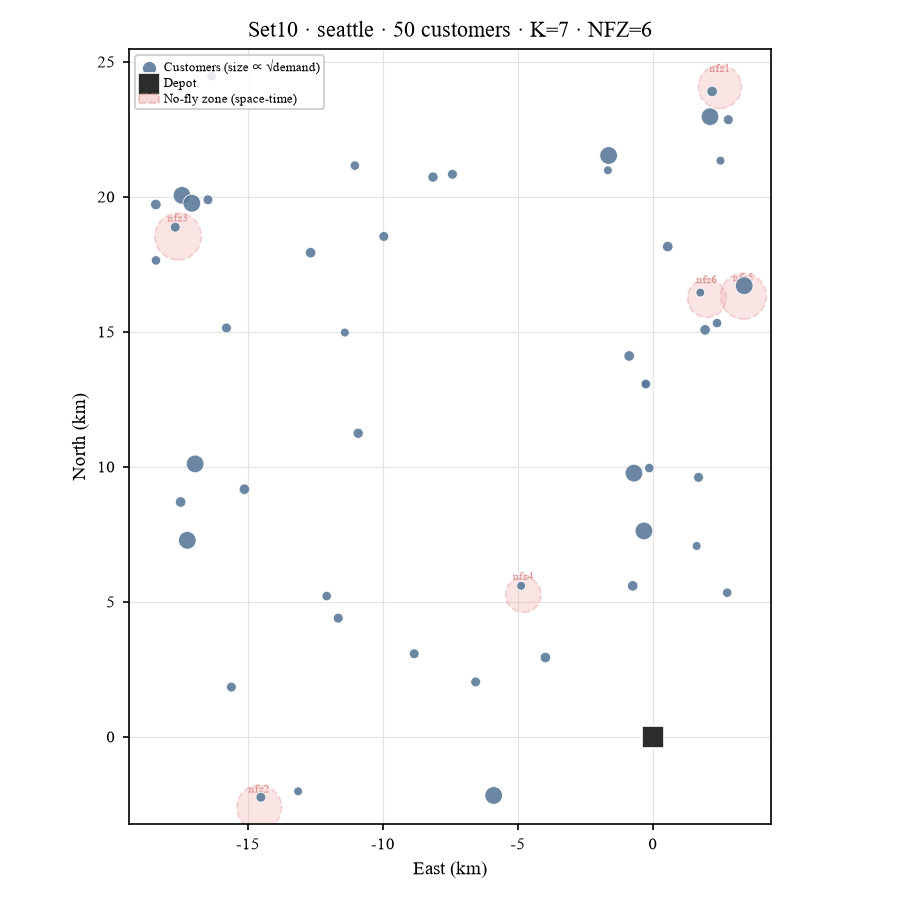 Set10 · seattle · 50 customers · K=7 · NFZ=6
Customers (size ∝ √demand)
Depot
No-fly zone (space-time)
nfz1
nfz3
nfz6
nfz4
nfz2
25
20
15
10
5
0
North (km)
-15
-10
-5
0
East (km)